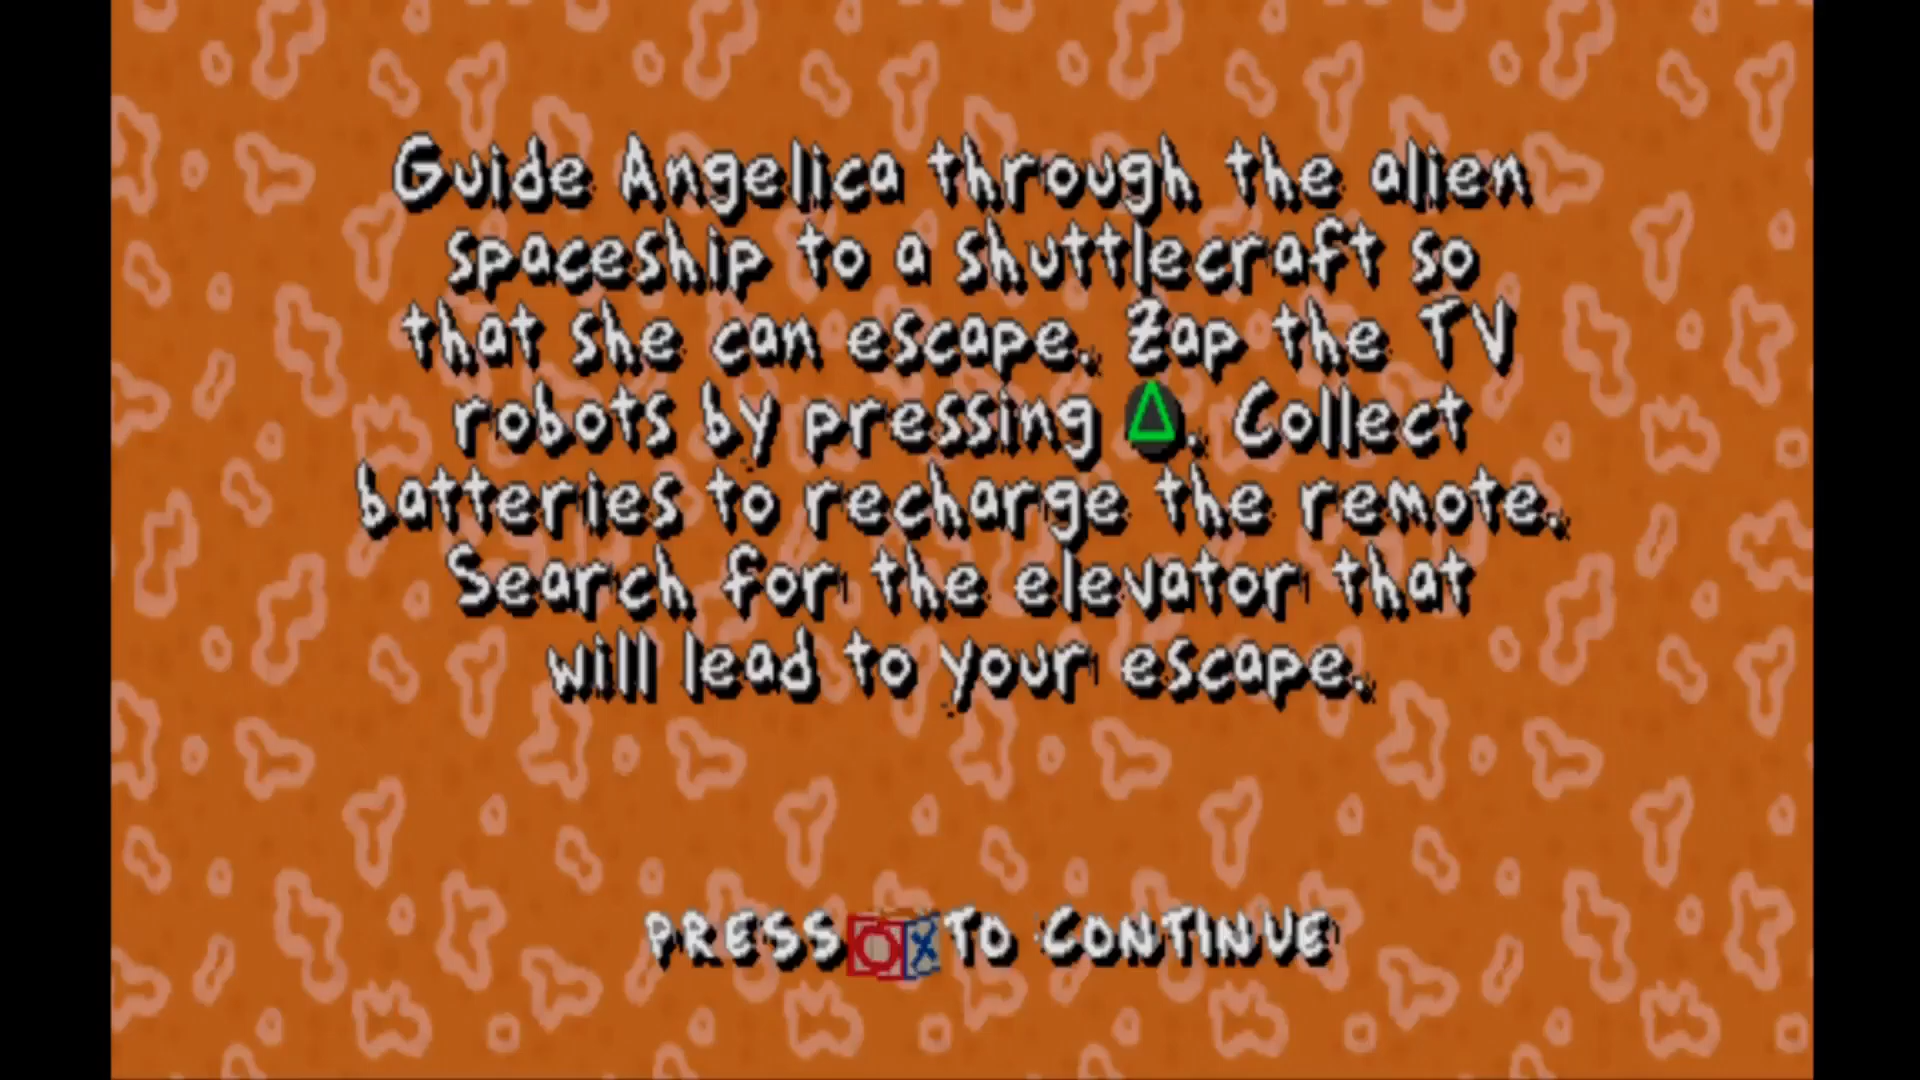 Guide Angelica through the alien
spaceship to a shuttlecraft so
that she can escape. Zap the TV
robots by pressing △. Collect
batteries to recharge the remote.
Search for the elevator that
will lead to your escape.
PRESS O X TO CONTINUE